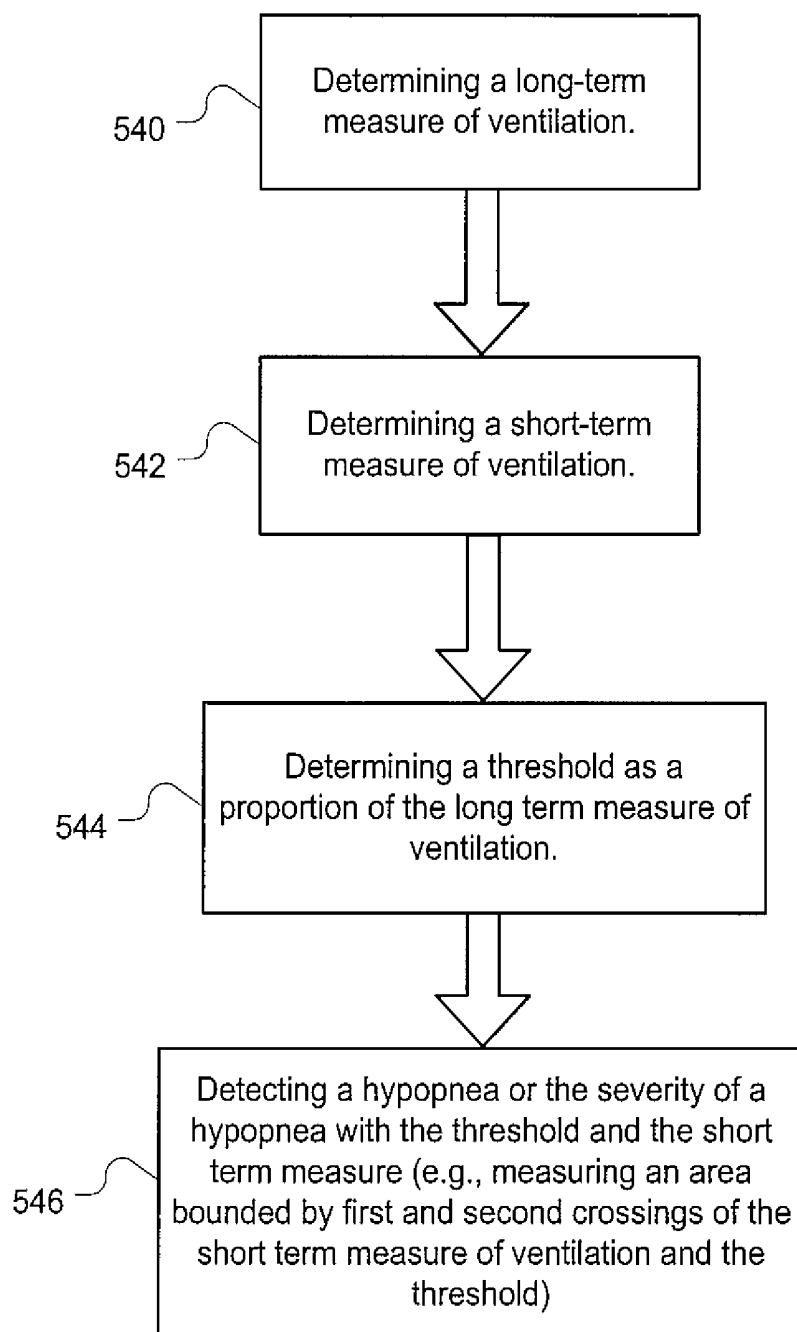 540
Determining a long-term
measure of ventilation.
542
Determining a short-term
measure of ventilation.
544
Determining a threshold as a
proportion of the long term measure of
ventilation.
546
Detecting a hypopnea or the severity of a
hypopnea with the threshold and the short
term measure (e.g., measuring an area
bounded by first and second crossings of the
short term measure of ventilation and the
threshold)